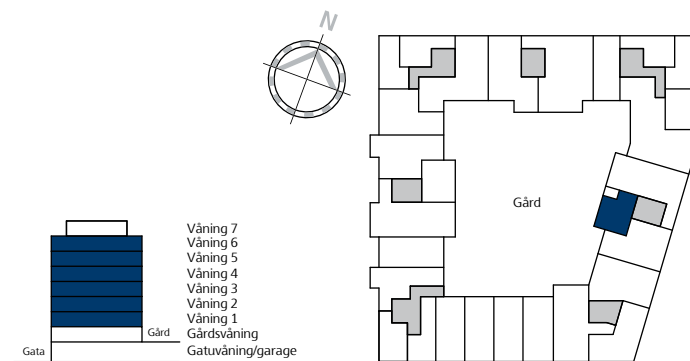 N
Gård
Våning 7
Våning 6
Våning 5
Våning 4
Våning 3
Våning 2
Våning 1
Gård Gårdsvåning
Gata Gatuvåning/garage